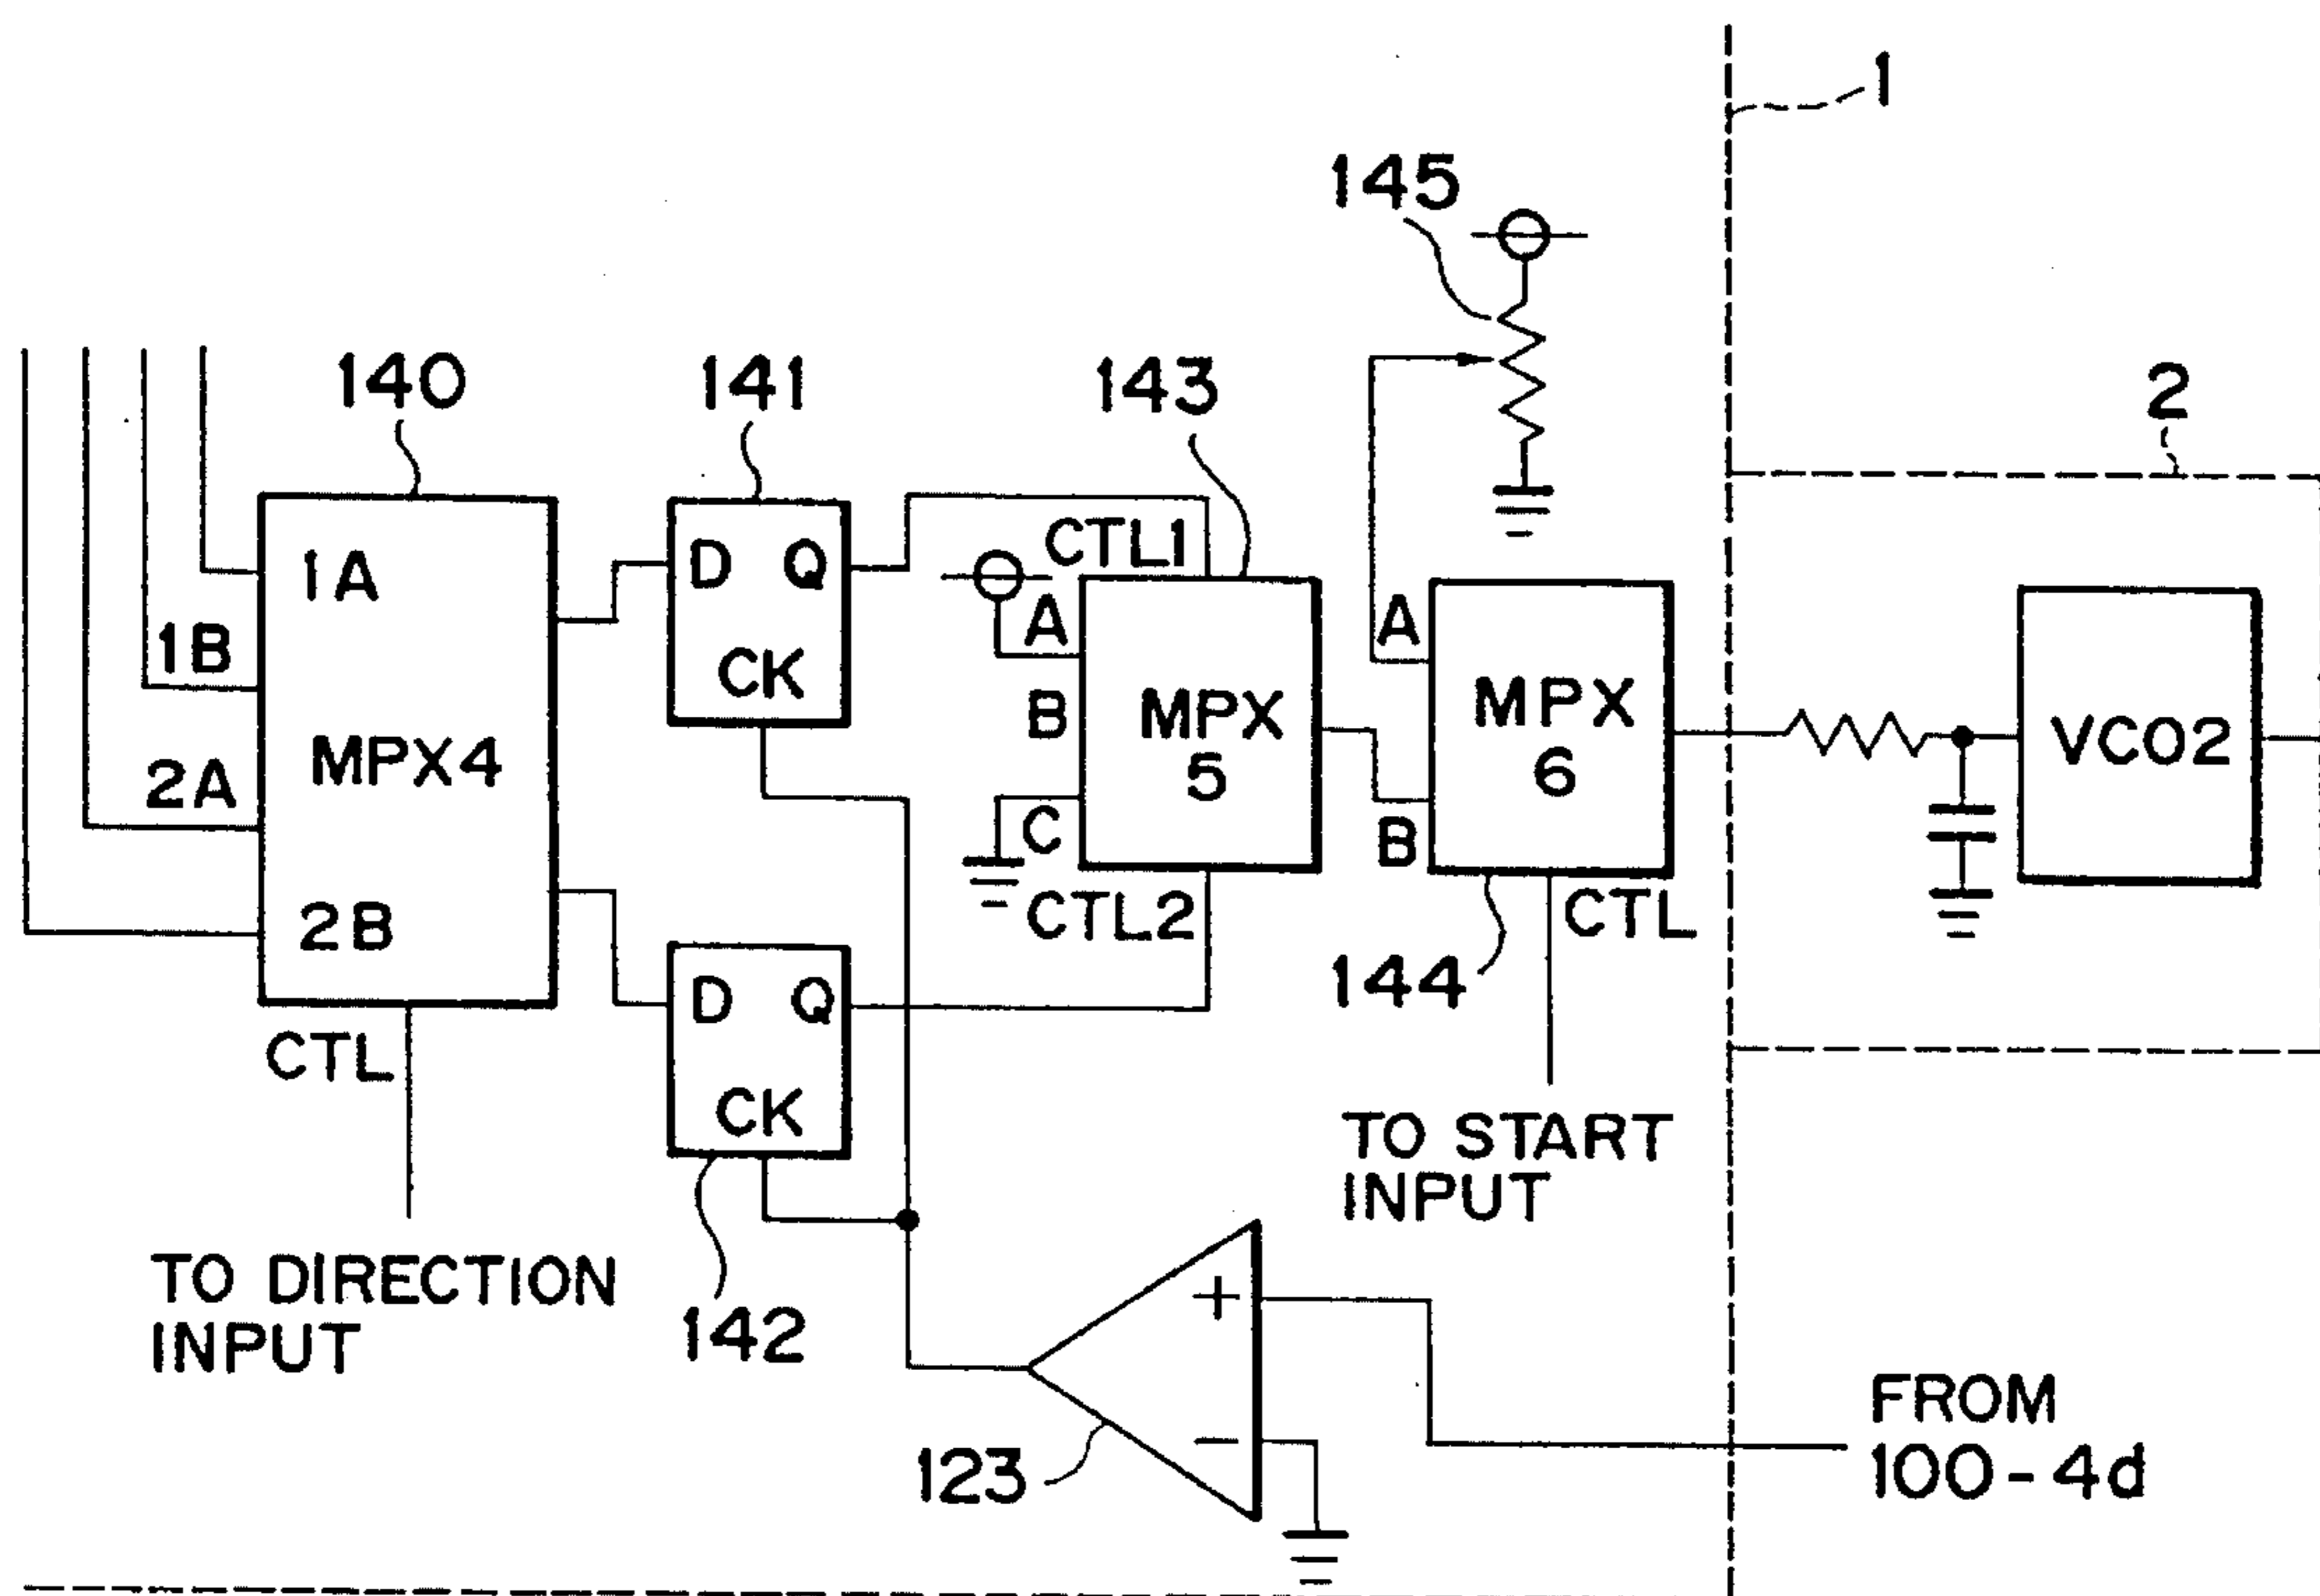 1
145
2
140
141
143
1A
1B
MPX4
2A
2B
CTL
D Q
CK
CTL1
A
B
C
MPX
5
CTL2
A
B
MPX
6
CTL
144
VCO2
D Q
CK
142
TO DIRECTION
INPUT
TO START
INPUT
+
−
123
FROM
100-4d